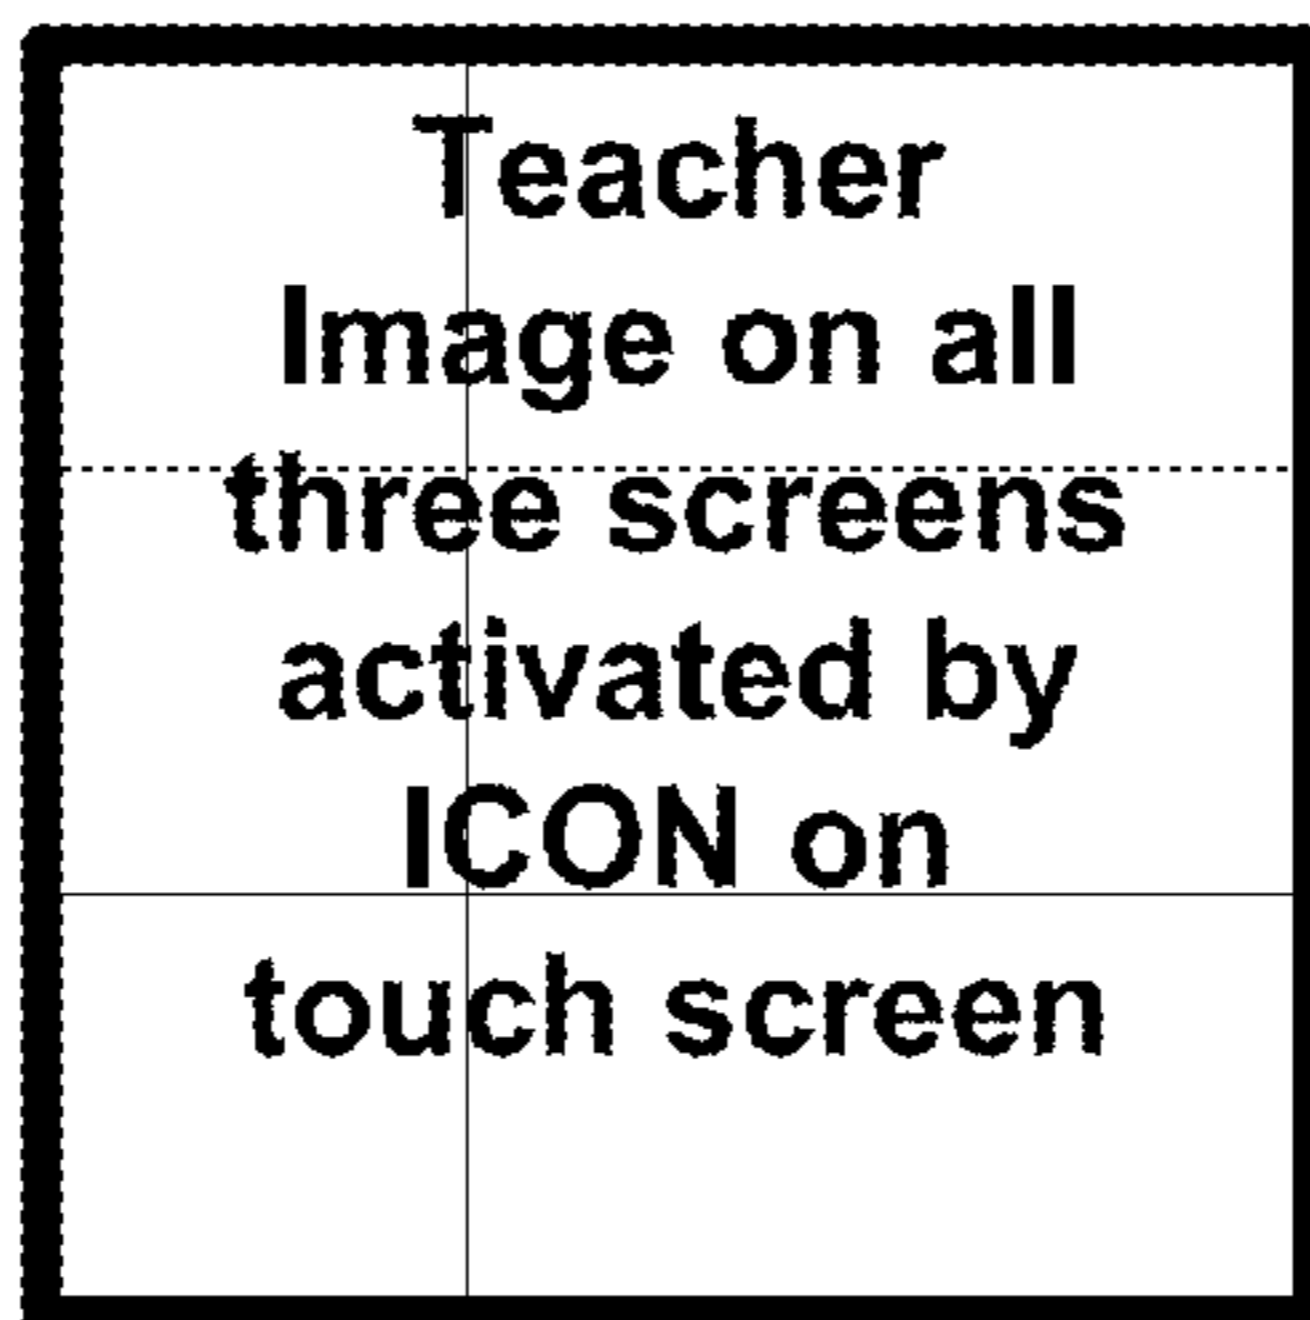 Teacher
Image on all
three screens
activated by
ICON on
touch screen